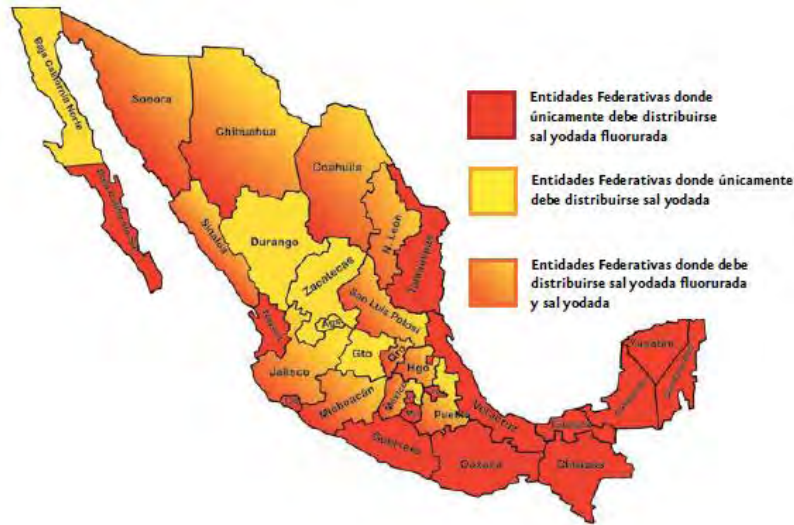 Baja California Norte
Sonora
Chihuahua
Coahuila
N. León
Tamaulipas
Sinaloa
Durango
Zacatecas
San Luis Potosí
Nayarit
Ags
Gto
Qro
Hgo
Jalisco
Michoacán
México
Puebla
Veracruz
Guerrero
Oaxaca
Chiapas
Tabasco
Yucatán
Entidades Federativas donde
únicamente debe distribuirse
sal yodada fluorurada
Entidades Federativas donde únicamente
debe distribuirse sal yodada
Entidades Federativas donde debe
distribuirse sal yodada fluorurada
y sal yodada